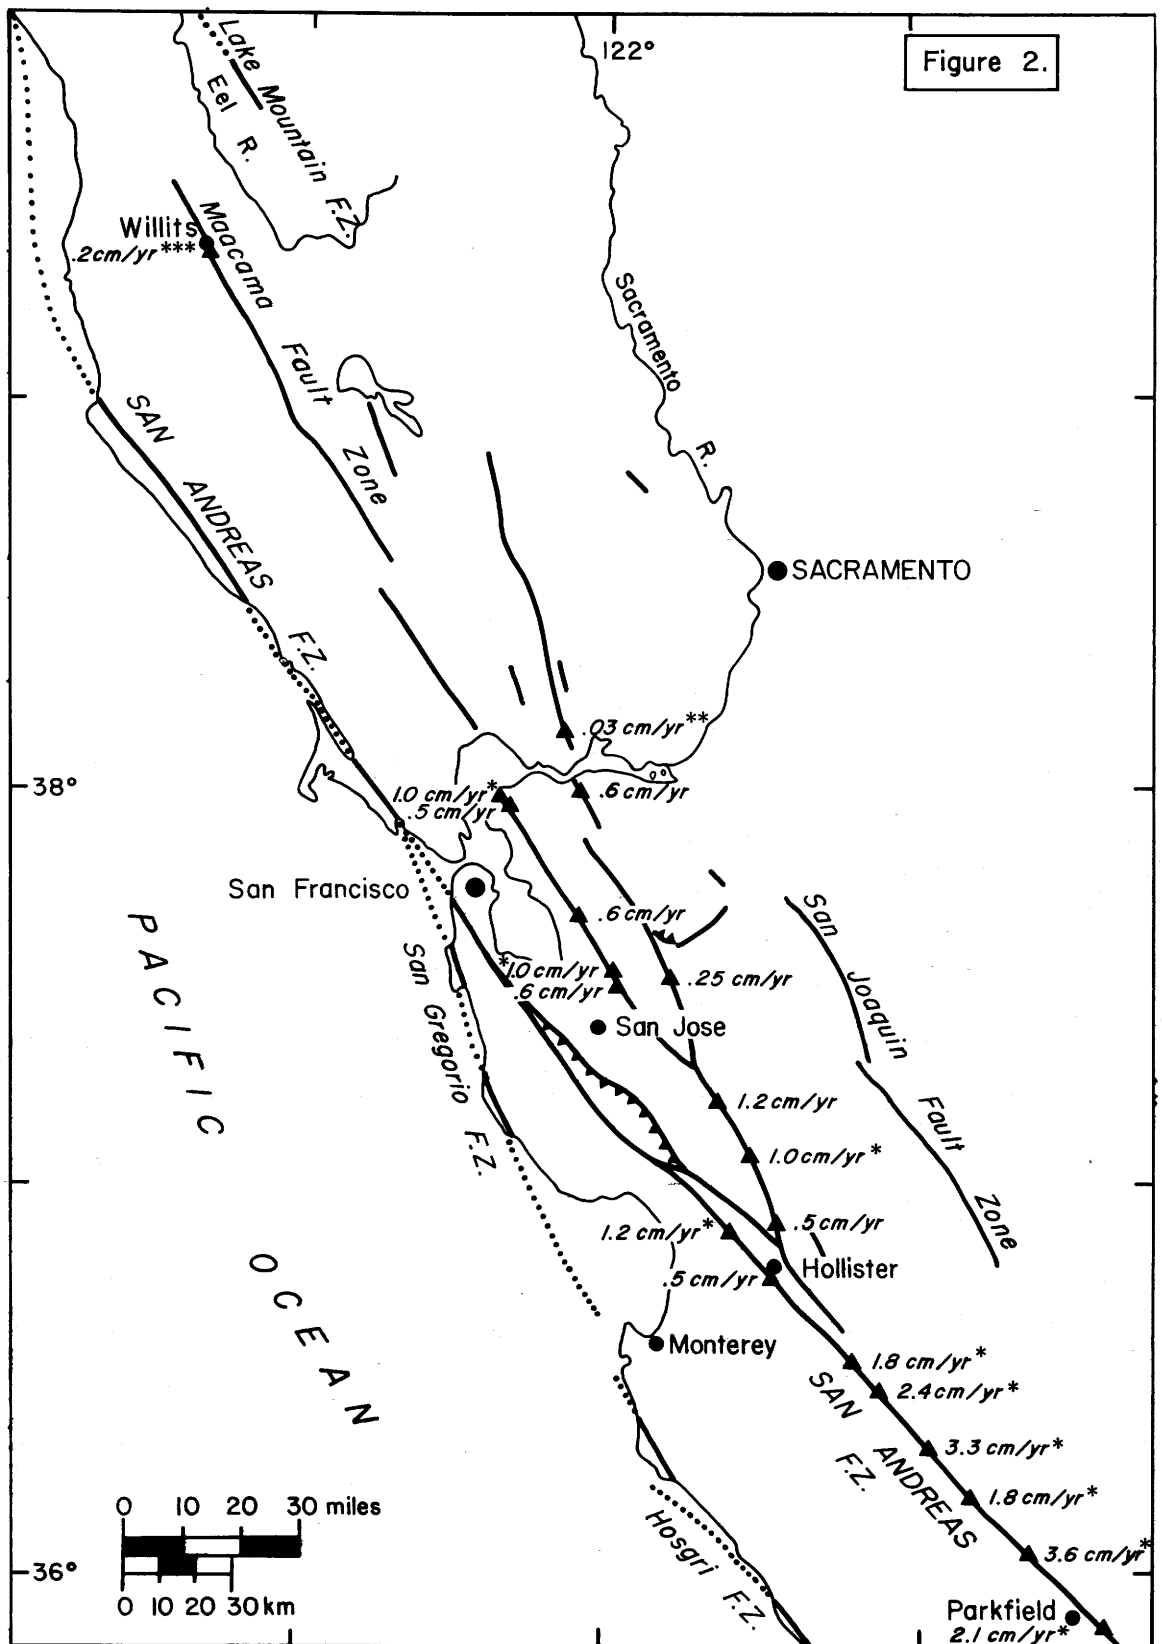 122°
Figure 2.
Lake Mountain F.Z.
Eel R.
Willits
.2cm/yr***
Maacama Fault Zone
Sacramento R.
SAN ANDREAS F.Z.
SACRAMENTO
.03 cm/yr**
38°
1.0 cm/yr*
.5 cm/yr
.6 cm/yr
San Francisco
.6 cm/yr
*1.0 cm/yr
.6 cm/yr
.25 cm/yr
San Joaquin Fault Zone
San Gregorio F.Z.
San Jose
PACIFIC OCEAN
1.2 cm/yr
1.0 cm/yr*
1.2 cm/yr*
.5 cm/yr
Hollister
.5 cm/yr
Monterey
1.8 cm/yr*
2.4 cm/yr*
SAN ANDREAS F.Z.
3.3 cm/yr*
1.8 cm/yr*
3.6 cm/yr*
Hosgri F.Z.
0 10 20 30 miles
36°
0 10 20 30 km
Parkfield
2.1 cm/yr*